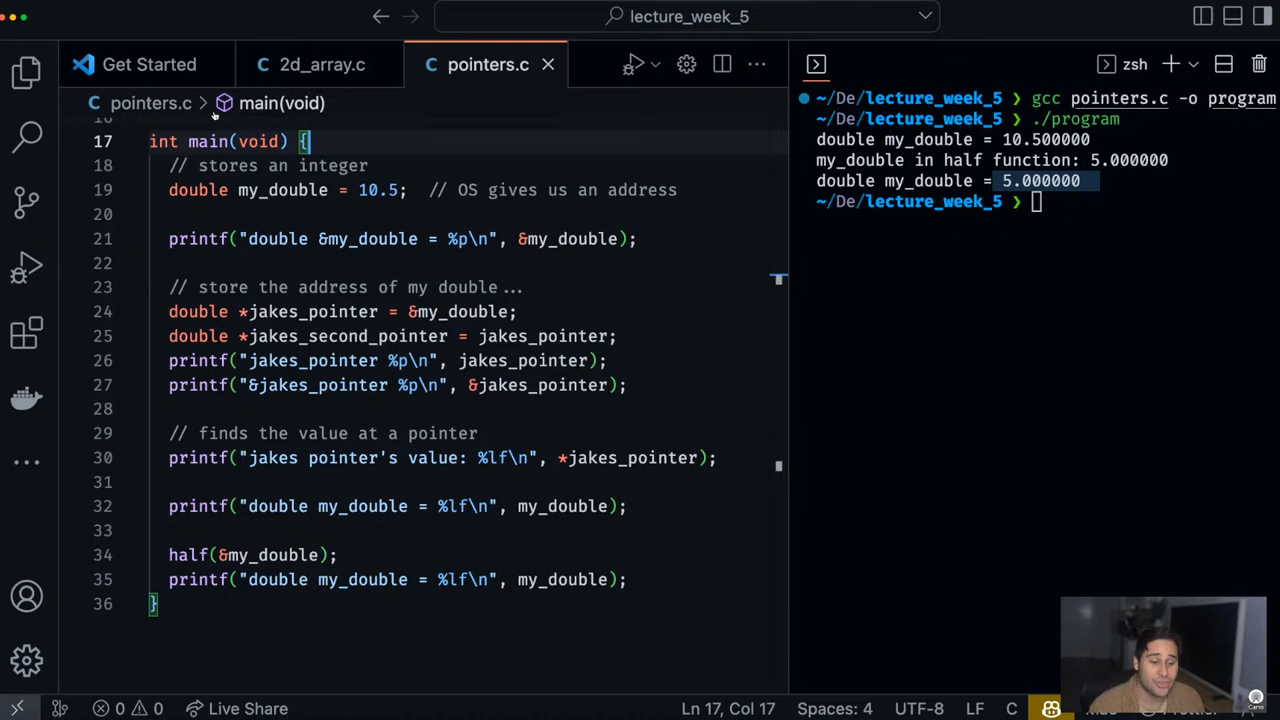 lecture_week_5
Get Started
C 2d_array.c
C pointers.c
zsh
C pointers.c > main(void)
17 int main(void) {
18 // stores an integer
19 double my_double = 10.5; // OS gives us an address
20
21 printf("double &my_double = %p\n", &my_double);
22
23 // store the address of my double...
24 double *jakes_pointer = &my_double;
25 double *jakes_second_pointer = jakes_pointer;
26 printf("jakes_pointer %p\n", jakes_pointer);
27 printf("&jakes_pointer %p\n", &jakes_pointer);
28
29 // finds the value at a pointer
30 printf("jakes pointer's value: %lf\n", *jakes_pointer);
31
32 printf("double my_double = %lf\n", my_double);
33
34 half(&my_double);
35 printf("double my_double = %lf\n", my_double);
36 }
~/De/lecture_week_5 ❯ gcc pointers.c -o program
~/De/lecture_week_5 ❯ ./program
double my_double = 10.500000
my_double in half function: 5.000000
double my_double = 5.000000
~/De/lecture_week_5 ❯
0 0 Live Share
Ln 17, Col 17
Spaces: 4
UTF-8
LF
C